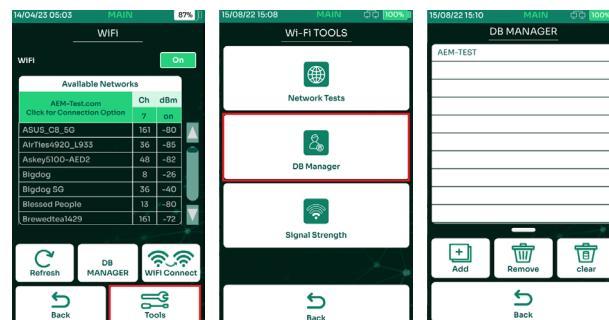 14/04/23 05:03 MAIN 87%
WIFI
WIFI On
Available Networks
AEM-Test.com Ch dBm
Click for Connection Option 7 on
ASUS_C8_5G 161 -80
AirTies4920_L933 36 -85
Askey5100-AED2 48 -82
Bigdog 8 -26
Bigdog 5G 36 -40
Blessed People 13 -80
Brewedtea1429 161 -72
Refresh
DB MANAGER
WIFI Connect
Back
Tools
15/08/22 15:08 MAIN 100%
Wi-Fi TOOLS
Network Tests
DB Manager
Signal Strength
Back
15/08/22 15:10 MAIN 100%
DB MANAGER
AEM-TEST
Add
Remove
clear
Back